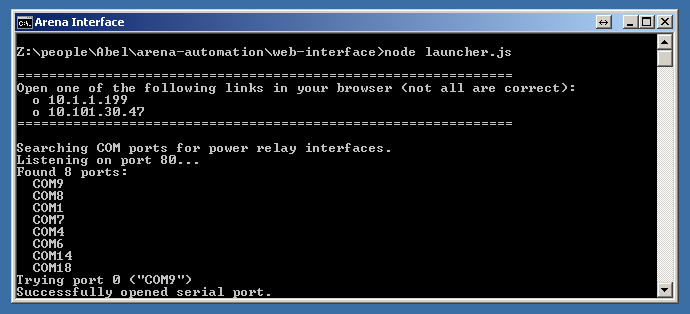 Arena Interface
Z:\people\Abel\arena-automation\web-interface>node launcher.js
==============================================================
Open one of the following links in your browser (not all are correct):
o 10.1.1.199
o 10.101.30.47
==============================================================
Searching COM ports for power relay interfaces.
Listening on port 80...
Found 8 ports:
COM9
COM8
COM1
COM7
COM4
COM6
COM14
COM18
Trying port 0 ("COM9")
Successfully opened serial port.